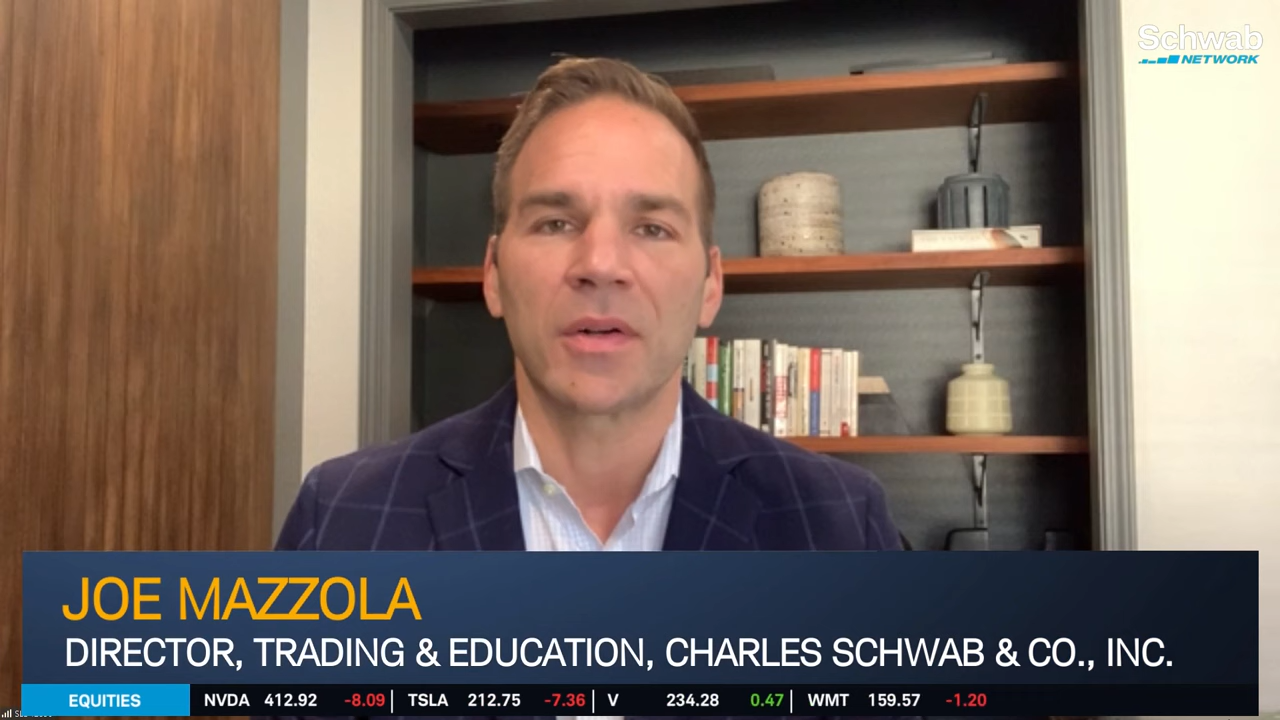 Schwab
NETWORK
JOE MAZZOLA
DIRECTOR, TRADING & EDUCATION, CHARLES SCHWAB & CO., INC.
EQUITIES NVDA 412.92 -8.09 TSLA 212.75 -7.36 V 234.28 0.47 WMT 159.57 -1.20